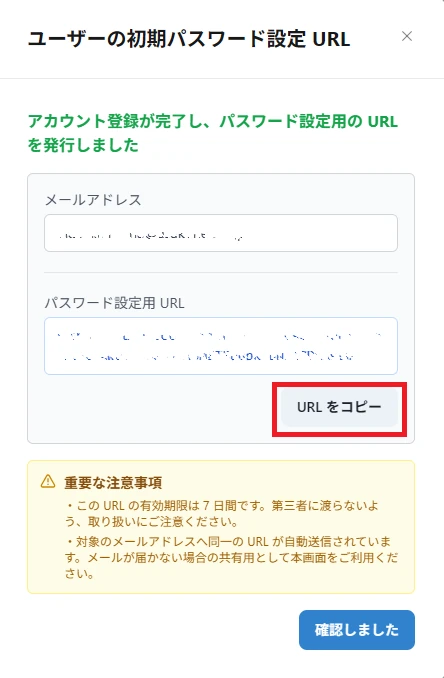 ユーザーの初期パスワード設定 URL
アカウント登録が完了し、パスワード設定用の URL
を発行しました
メールアドレス
パスワード設定用 URL
URL をコピー
重要な注意事項
・この URL の有効期限は 7 日間です。第三者に渡らないよ
う、取り扱いにご注意ください。
・対象のメールアドレスへ同一の URL が自動送信されていま
す。メールが届かない場合の共有用として本画面をご利用くだ
さい。
確認しました